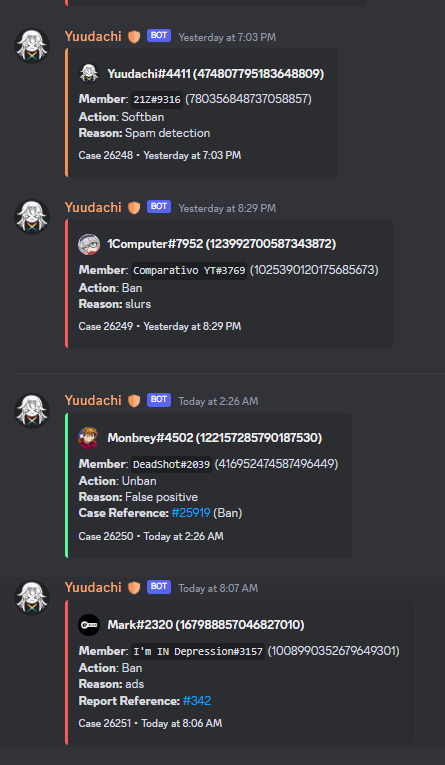 Yuudachi BOT Yesterday at 7:03 PM
Yuudachi#4411 (474807795183648809)
Member: 21Z#9316 (780356848737058857)
Action: Softban
Reason: Spam detection
Case 26248 • Yesterday at 7:03 PM
Yuudachi BOT Yesterday at 8:29 PM
1Computer#7952 (123992700587343872)
Member: Comparativo YT#3769 (1025390120175685673)
Action: Ban
Reason: slurs
Case 26249 • Yesterday at 8:29 PM
Yuudachi BOT Today at 2:26 AM
Monbrey#4502 (122157285790187530)
Member: DeadShot#2039 (416952474587496449)
Action: Unban
Reason: False positive
Case Reference: #25919 (Ban)
Case 26250 • Today at 2:26 AM
Yuudachi BOT Today at 8:07 AM
Mark#2320 (167988857046827010)
Member: I'm IN Depression#3157 (1008990352679649301)
Action: Ban
Reason: ads
Report Reference: #342
Case 26251 • Today at 8:06 AM